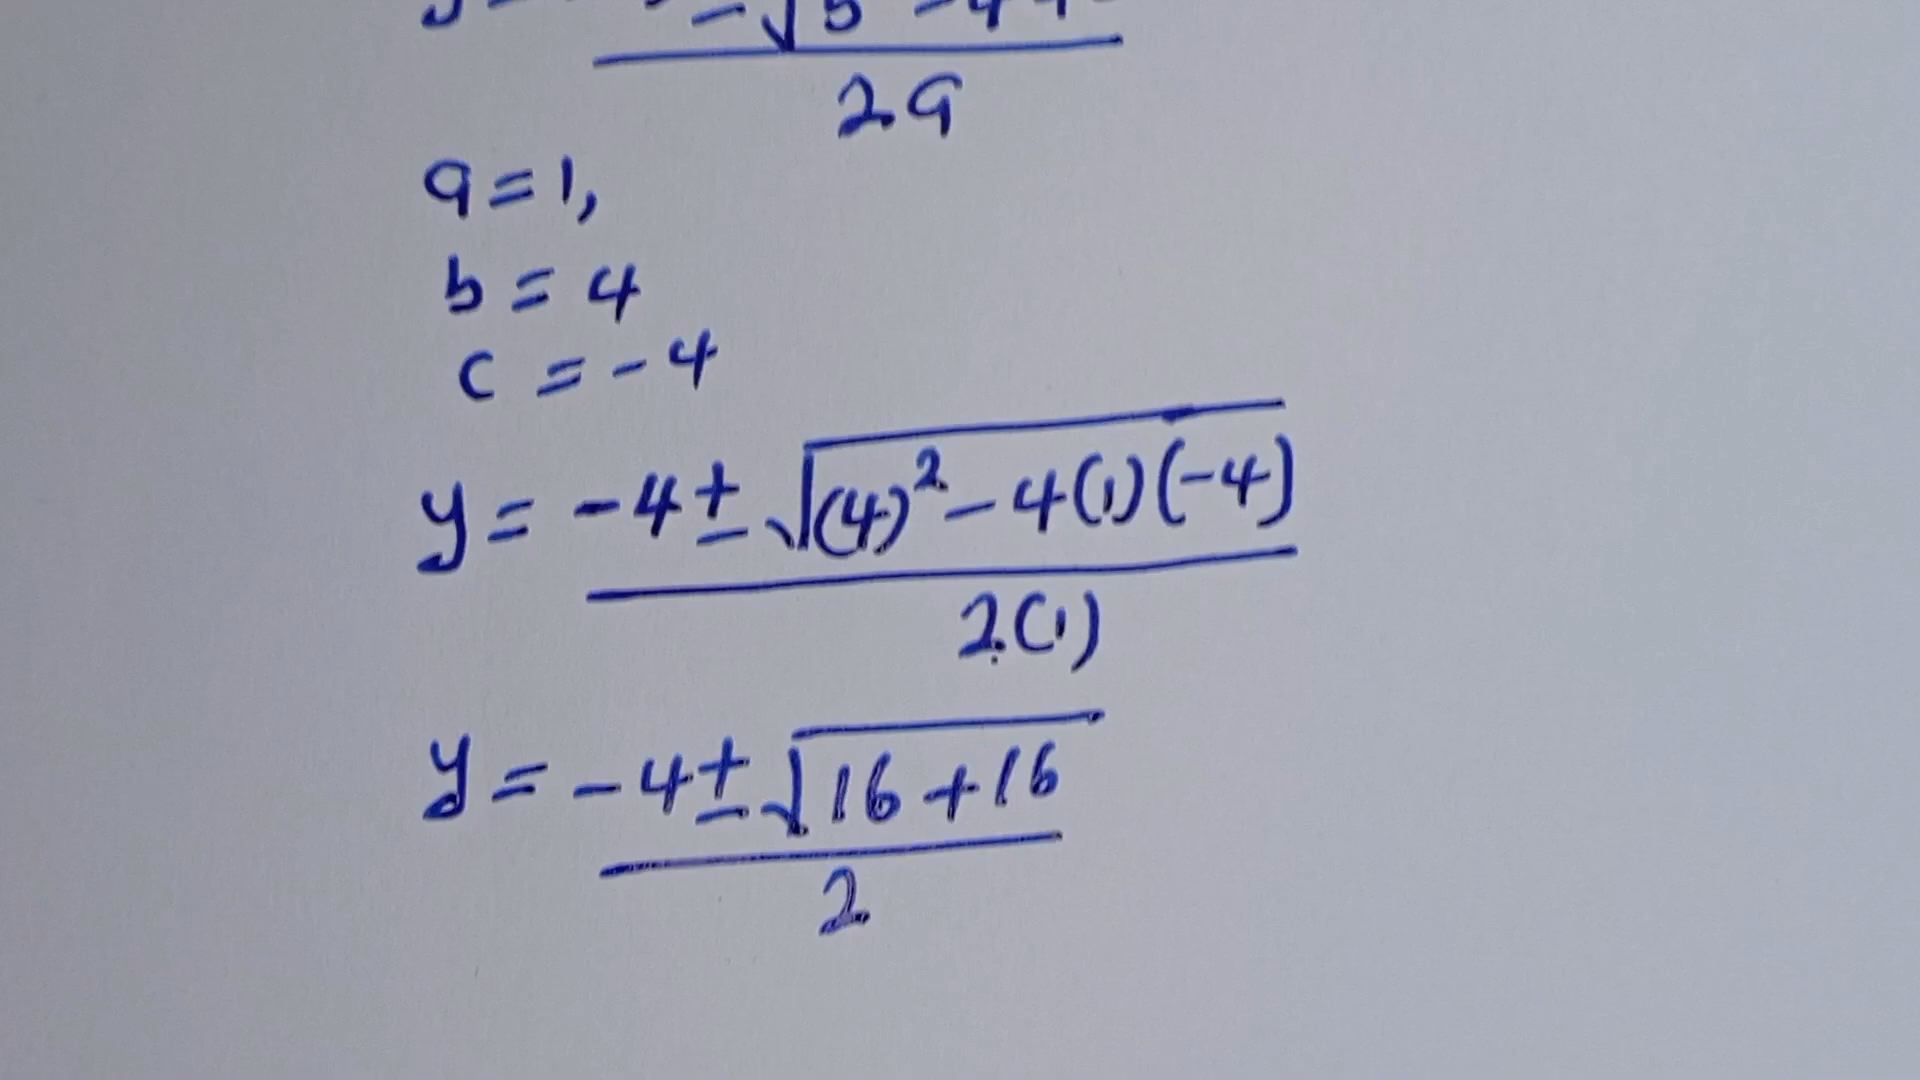 2a
a = 1,
b = 4
c = -4
y = -4 ± √(4)² - 4(1)(-4)
2(1)
y = -4 ± √16 + 16
2